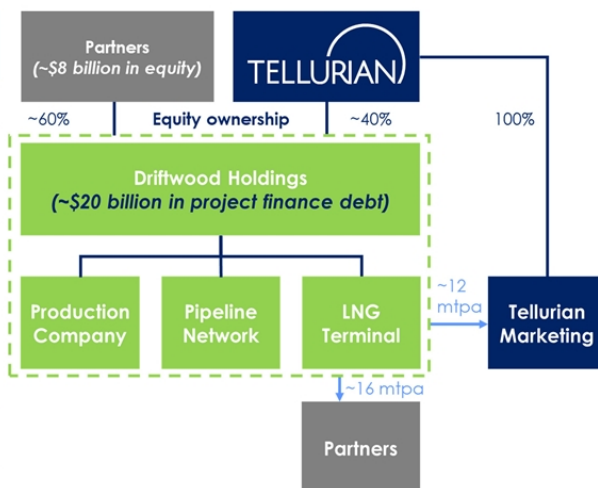 Partners
(~$8 billion in equity)
TELLURIAN
~60%
Equity ownership
~40%
100%
Driftwood Holdings
(~$20 billion in project finance debt)
Production
Company
Pipeline
Network
LNG
Terminal
~12
mtpa
Tellurian
Marketing
~16 mtpa
Partners